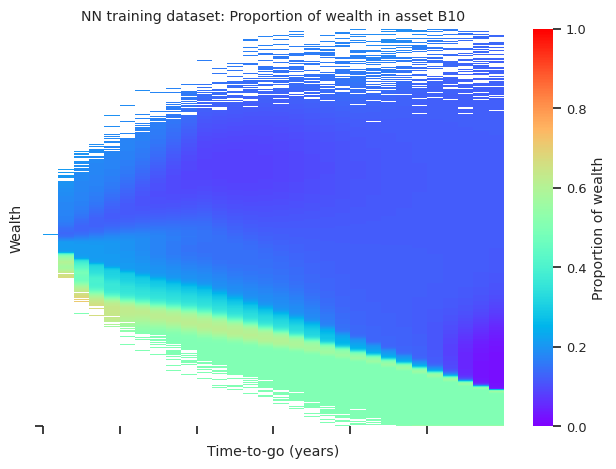 NN training dataset: Proportion of wealth in asset B10
Wealth
Time-to-go (years)
1.0
0.8
0.6
0.4
0.2
0.0
Proportion of wealth